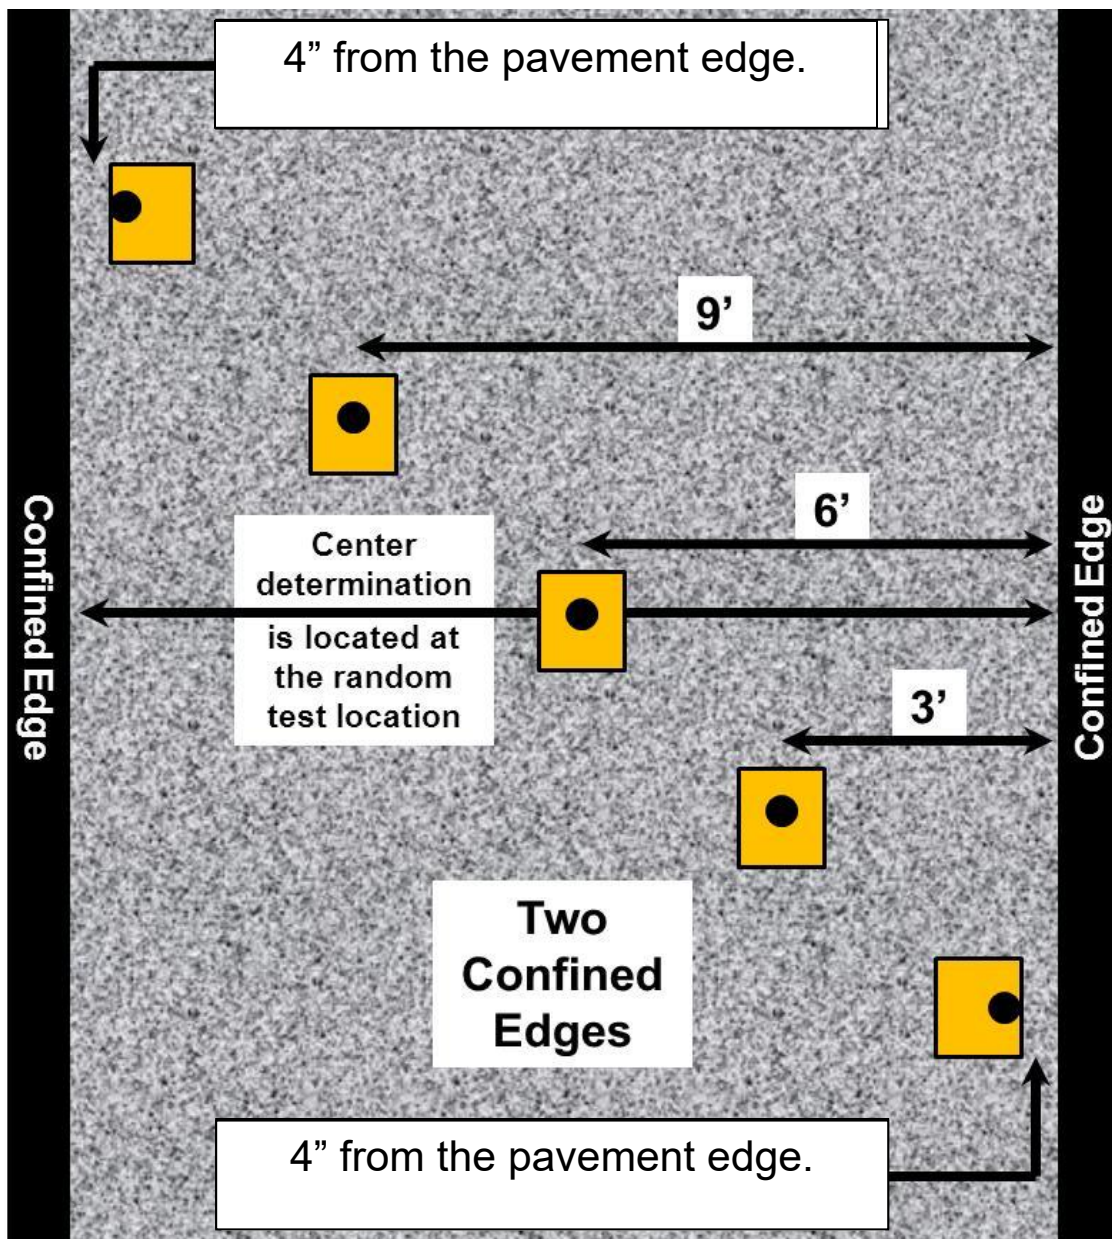 4” from the pavement edge.
9’
6’
Confined Edge
Center
determination
is located at
the random
test location
Confined Edge
3’
Two
Confined
Edges
4” from the pavement edge.